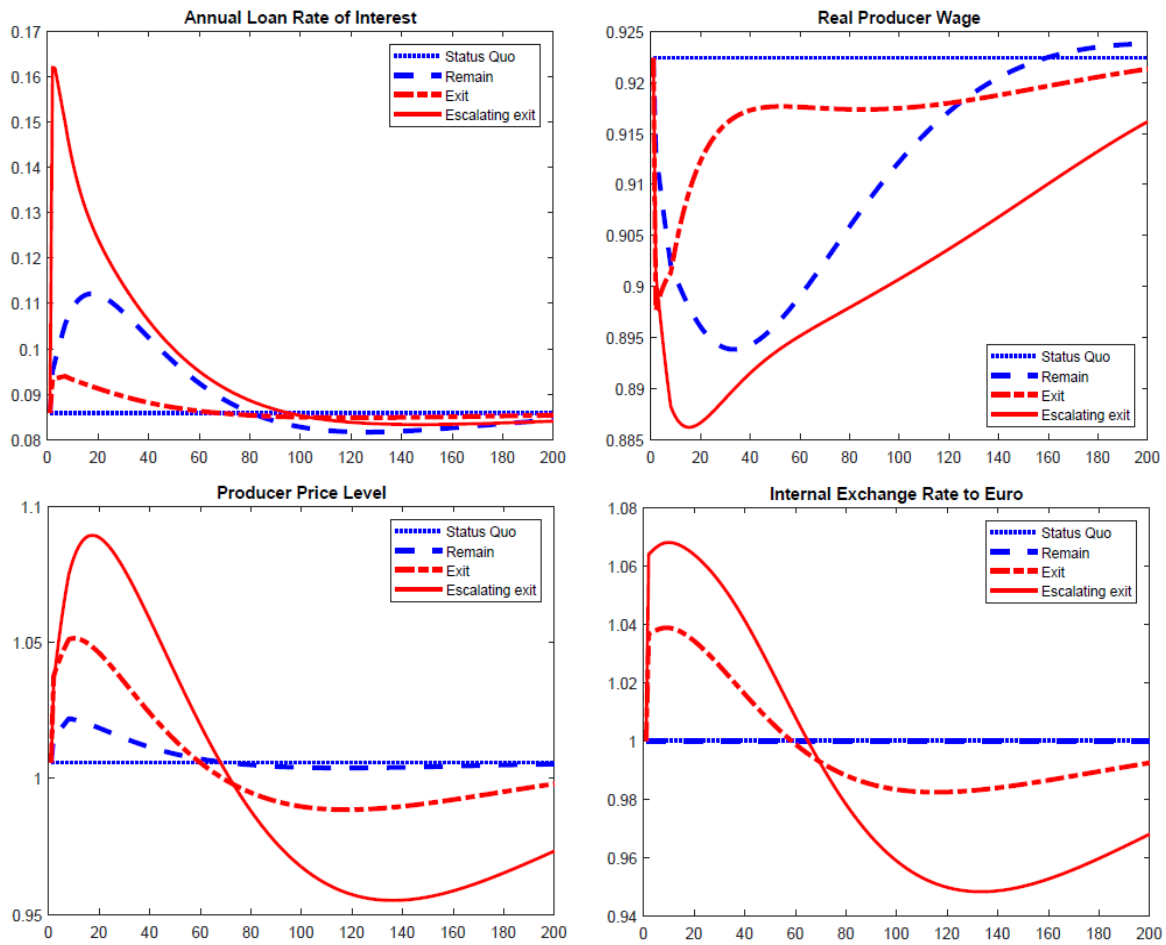 Annual Loan Rate of Interest
0.17
0.16
0.15
0.14
0.13
0.12
0.11
0.1
0.09
0.08
0 20 40 60 80 100 120 140 160 180 200
Status Quo
Remain
Exit
Escalating exit
Real Producer Wage
0.925
0.92
0.915
0.91
0.905
0.9
0.895
0.89
0.885
0 20 40 60 80 100 120 140 160 180 200
Status Quo
Remain
Exit
Escalating exit
Producer Price Level
1.1
1.05
1
0.95
0 20 40 60 80 100 120 140 160 180 200
Status Quo
Remain
Exit
Escalating exit
Internal Exchange Rate to Euro
1.08
1.06
1.04
1.02
1
0.98
0.96
0.94
0 20 40 60 80 100 120 140 160 180 200
Status Quo
Remain
Exit
Escalating exit